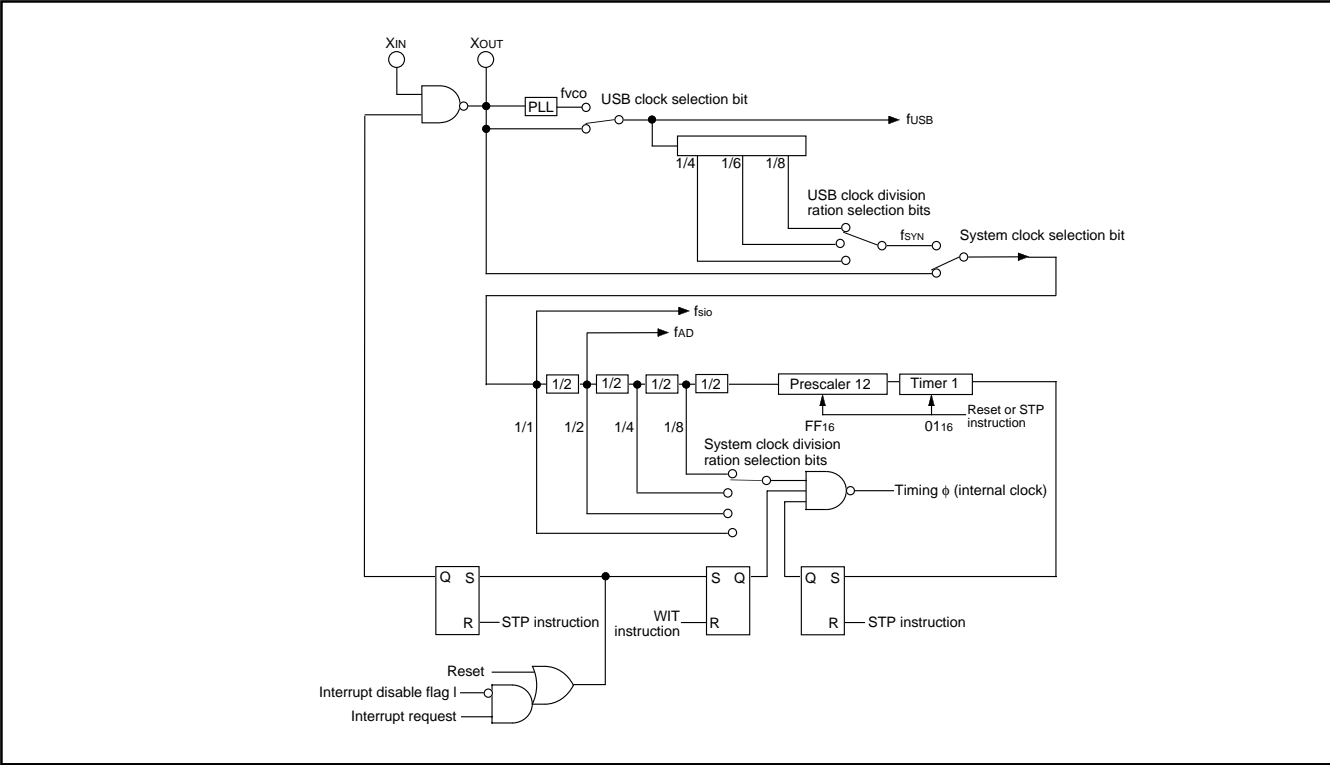 XIN
XOUT
PLL
fVCO
USB clock selection bit
fUSB
1/4
1/6
1/8
USB clock division
ration selection bits
fSYN
System clock selection bit
fsio
fAD
1/2
1/2
1/2
1/2
Prescaler 12
Timer 1
Reset or STP
instruction
FF16
0116
1/1
1/2
1/4
1/8
System clock division
ration selection bits
Timing ϕ (internal clock)
Q S
R
STP instruction
S Q
R
WIT
instruction
Q S
R
STP instruction
Reset
Interrupt disable flag I
Interrupt request